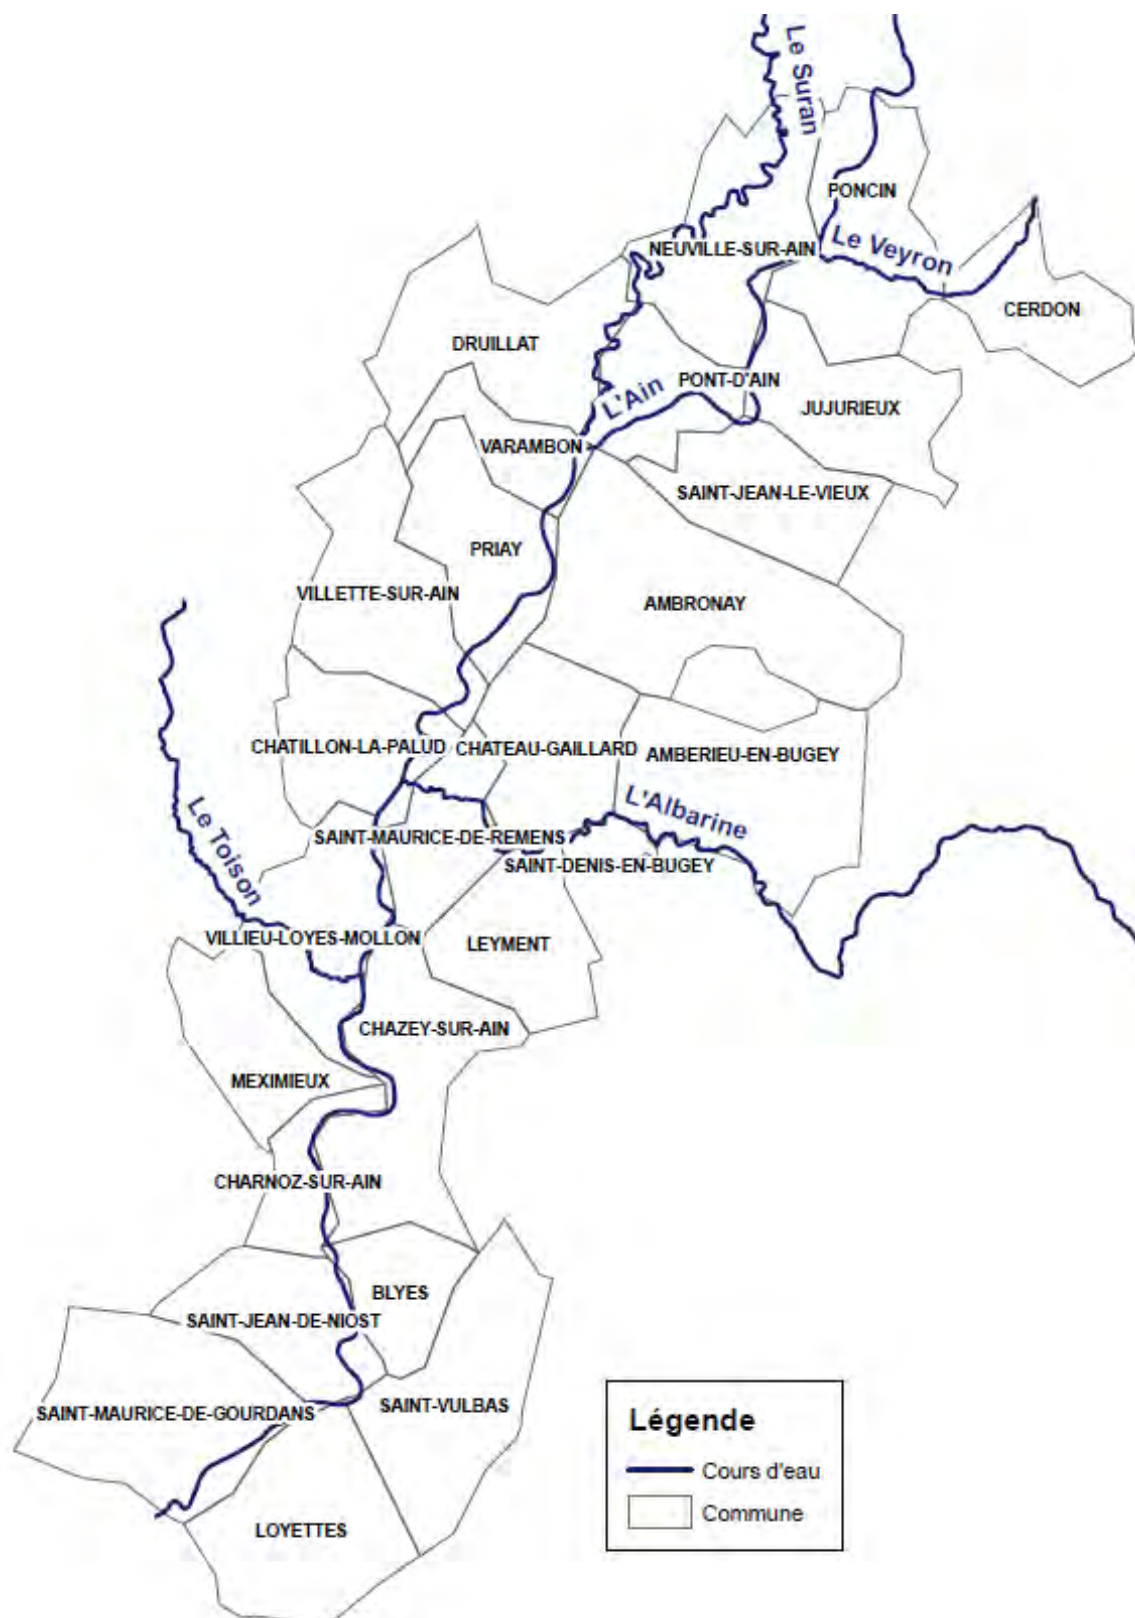 Le Suran
PONCIN
Le Veyron
NEUVILLE-SUR-AIN
CERDON
DRUILLAT
PONT-D'AIN
L'Ain
JUJURIEUX
VARAMBON
SAINT-JEAN-LE-VIEUX
PRIAY
VILLETTE-SUR-AIN
AMBRONAY
CHATILLON-LA-PALUD
CHATEAU-GAILLARD
AMBERIEU-EN-BUGEY
L'Albarine
Le Toison
SAINT-MAURICE-DE-REMENS
SAINT-DENIS-EN-BUGEY
VILLIEU-LOYES-MOLLON
LEYMENT
CHAZEY-SUR-AIN
MEXIMIEUX
CHARNOZ-SUR-AIN
BLYES
SAINT-JEAN-DE-NIOST
SAINT-MAURICE-DE-GOURDANS
SAINT-VULBAS
LOYETTES
Légende
Cours d'eau
Commune